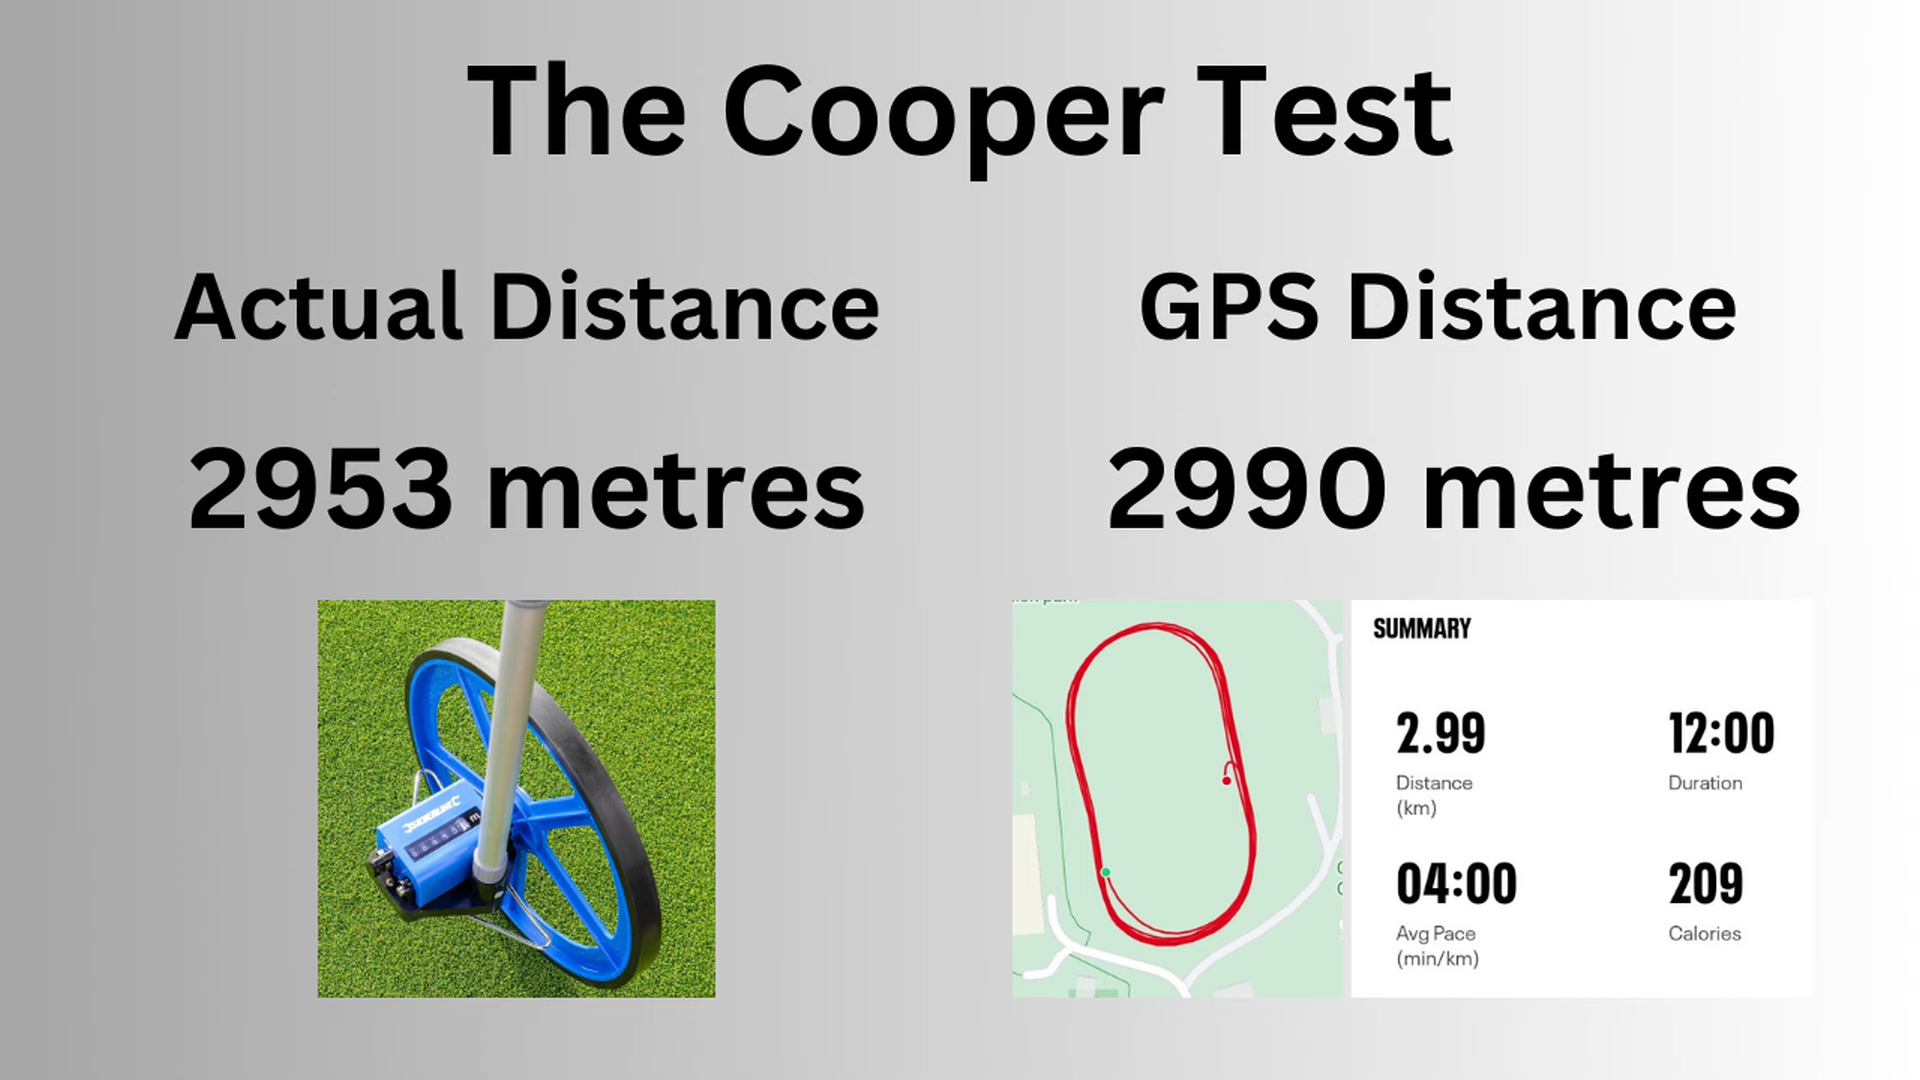 The Cooper Test
Actual Distance
GPS Distance
2953 metres
2990 metres
SILVERLINE
m
SUMMARY
2.99
12:00
Distance
(km)
Duration
04:00
209
Avg Pace
(min/km)
Calories